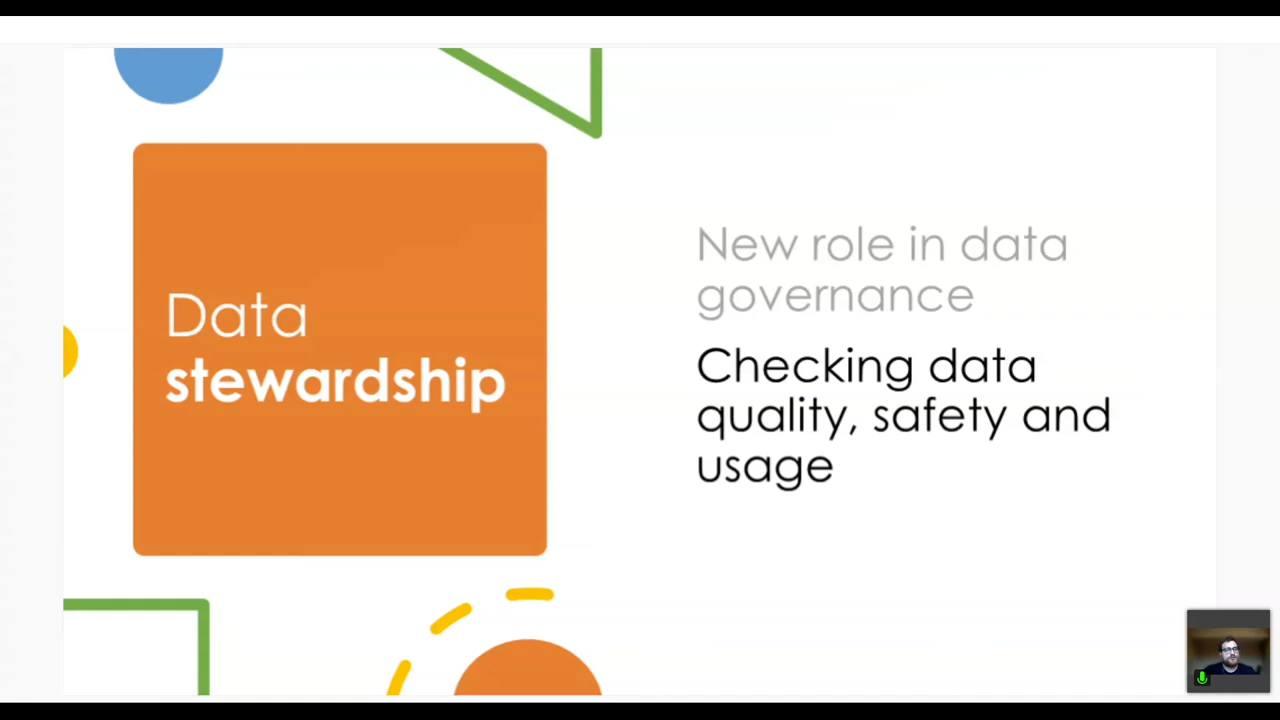 Data
stewardship
New role in data
governance
Checking data
quality, safety and
usage